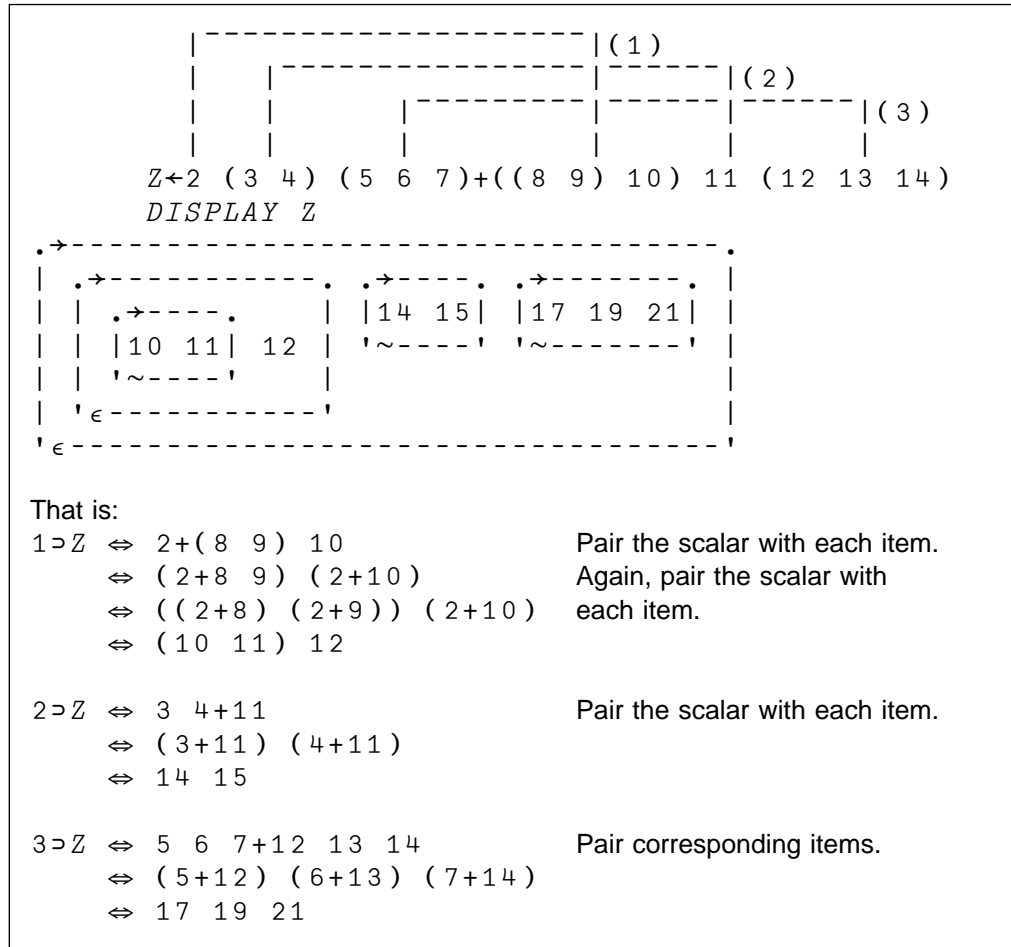 |---------------------|(1)
| |----------------|------|(2)
| | |----------|------|------|(3)
| | | | | |
Z←2 (3 4) (5 6 7)+((8 9) 10) 11 (12 13 14)
DISPLAY Z
.→-----------------------------------.
| .→-----------. .→----. .→-------. |
| | .→----. | |14 15| |17 19 21| |
| | |10 11| 12 | '~----' '~-------' |
| | '~----' | |
| '∊-----------' |
'∊-----------------------------------'
That is:
1⊃Z ⇔ 2+(8 9) 10 Pair the scalar with each item.
⇔ (2+8 9) (2+10) Again, pair the scalar with
⇔ ((2+8) (2+9)) (2+10) each item.
⇔ (10 11) 12
2⊃Z ⇔ 3 4+11 Pair the scalar with each item.
⇔ (3+11) (4+11)
⇔ 14 15
3⊃Z ⇔ 5 6 7+12 13 14 Pair corresponding items.
⇔ (5+12) (6+13) (7+14)
⇔ 17 19 21